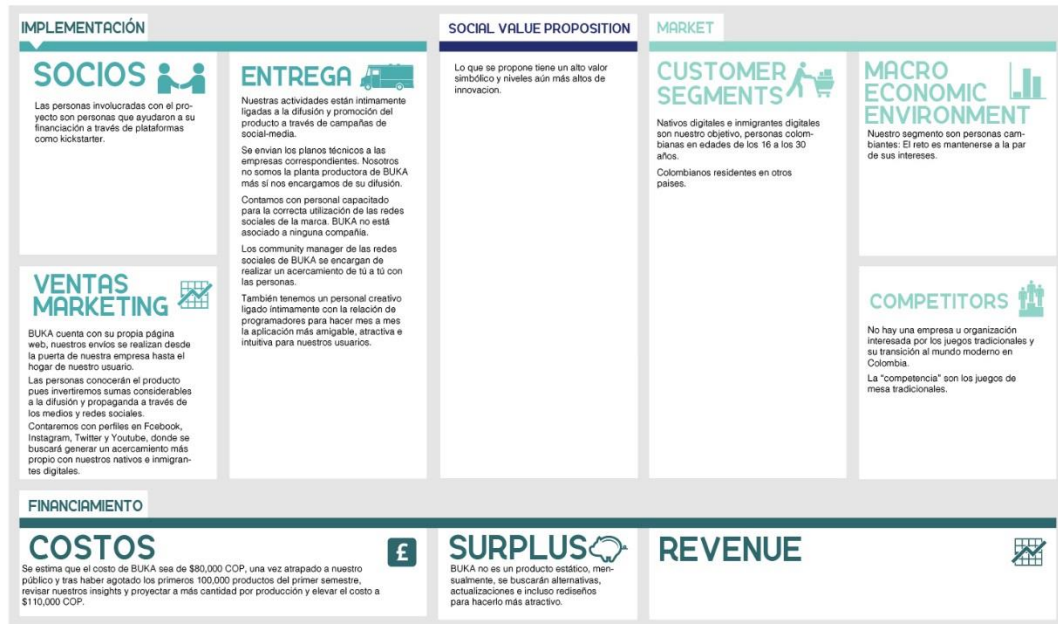 IMPLEMENTACIÓN
SOCIOS
Las personas involucradas con el pro-
yecto son personas que ayudaron a su
financiación a través de plataformas
como kickstarter.
VENTAS
MARKETING
BUKA cuenta con su propia página
web, nuestros envíos se realizan desde
la puerta de nuestra empresa hasta el
hogar de nuestro usuario.
Las personas conocerán el producto
pues invertiremos sumas considerables
a la difusión y propaganda a través de
los medios y redes sociales.
Contaremos con perfiles en Fcebook,
Instagram, Twitter y Youtube, donde se
buscará generar un acercamiento más
propio con nuestros nativos e inmigran-
tes digitales.
ENTREGA
Nuestras actividades están intimamente
ligadas a la difusión y promoción del
producto a través de campañas de
social-media.
Se envian los planos técnicos a las
empresas correspondientes. Nosotros
no somos la planta productora de BUKA
más sí nos encargamos de su difusión.
Contamos con personal capacitado
para la correcta utilización de las redes
sociales de la marca. BUKA no está
asociado a ninguna compañia.
Los community manager de las redes
sociales de BUKA se encargan de
realizar un acercamiento de tú a tú con
las personas.
También tenemos un personal creativo
ligado íntimamente con la relación de
programadores para hacer mes a mes
la aplicación más amigable, atractiva e
intuitiva para nuestros usuarios.
SOCIAL VALUE PROPOSITION
Lo que se propone tiene un alto valor
simbólico y niveles aún más altos de
innovacion.
MARKET
CUSTOMER
SEGMENTS
Nativos digitales e inmigrantes digitales
son nuestro objetivo, personas colom-
bianas en edades de los 16 a los 30
años.
Colombianos residentes en otros
paises.
MACRO
ECONOMIC
ENVIRONMENT
Nuestro segmento son personas cam-
biantes: El reto es mantenerse a la par
de sus intereses.
COMPETITORS
No hay una empresa u organización
interesada por los juegos tradicionales y
su transición al mundo moderno en
Colombia.
La "competencia" son los juegos de
mesa tradicionales.
FINANCIAMIENTO
COSTOS
£
Se estima que el costo de BUKA sea de $80,000 COP, una vez atrapado a nuestro
público y tras haber agotado los primeros 100,000 productos del primer semestre,
revisar nuestros insights y proyectar a más cantidad por producción y elevar el costo a
$110,000 COP.
SURPLUS
BUKA no es un producto estático, men-
sualmente, se buscarán alternativas,
actualizaciones e incluso rediseños
para hacerlo más atractivo.
REVENUE